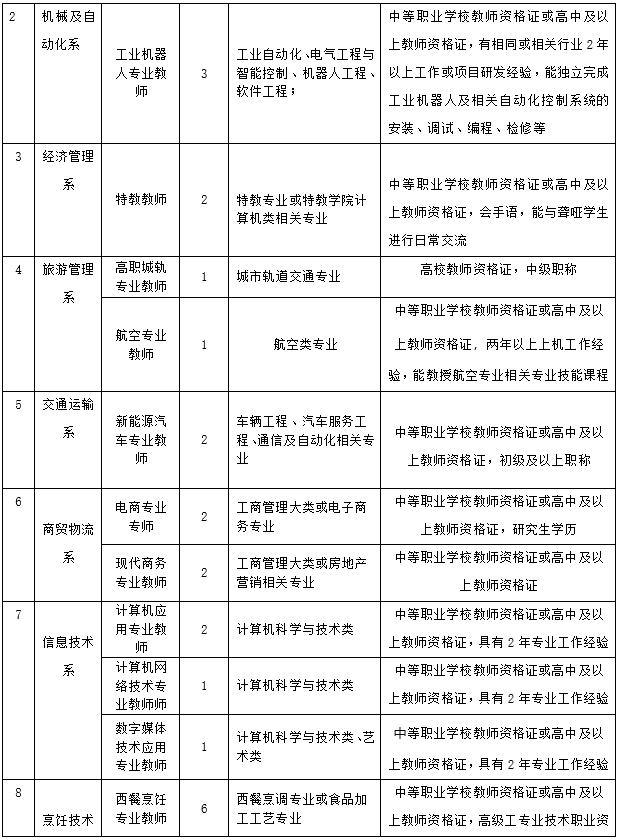 2
机械及自
动化系
工业机器
人专业教
师
3
工业自动化、电气工程与
智能控制、机器人工程、
软件工程；
中等职业学校教师资格证或高中及以
上教师资格证，有相同或相关行业2年
以上工作或项目研发经验，能独立完成
工业机器人及相关自动化控制系统的
安装、调试、编程、检修等
3
经济管理
系
特教教师
2
特教专业或特教学院计
算机类相关专业
中等职业学校教师资格证或高中及以
上教师资格证，会手语，能与聋哑学生
进行日常交流
4
旅游管理
系
高职城轨
专业教师
1
城市轨道交通专业
高校教师资格证，中级职称
航空专业
教师
1
航空类专业
中等职业学校教师资格证或高中及以
上教师资格证, 两年以上上机工作经
验，能教授航空专业相关专业技能课程
5
交通运输
系
新能源汽
车专业教
师
2
车辆工程、汽车服务工
程、通信及自动化相关专
业
中等职业学校教师资格证或高中及以
上教师资格证，初级及以上职称
6
商贸物流
系
电商专业
专师
2
工商管理大类或电子商
务专业
中等职业学校教师资格证或高中及以
上教师资格证，研究生学历
现代商务
专业教师
2
工商管理大类或房地产
营销相关专业
中等职业学校教师资格证或高中及以
上教师资格证
7
信息技术
系
计算机应
用专业教
师
2
计算机科学与技术类
中等职业学校教师资格证或高中及以
上教师资格证，具有2年专业工作经验
计算机网
络技术专
业教师师
1
计算机科学与技术类
中等职业学校教师资格证或高中及以
上教师资格证，具有2年专业工作经验
数字媒体
技术应用
专业教师
1
计算机科学与技术类、艺
术类
中等职业学校教师资格证或高中及以
上教师资格证，具有2年专业工作经验
8
烹饪技术
西餐烹饪
专业教师
6
西餐烹调专业或食品加
工工艺专业
中等职业学校教师资格证或高中及以
上教师资格证，高级工专业技术职业资